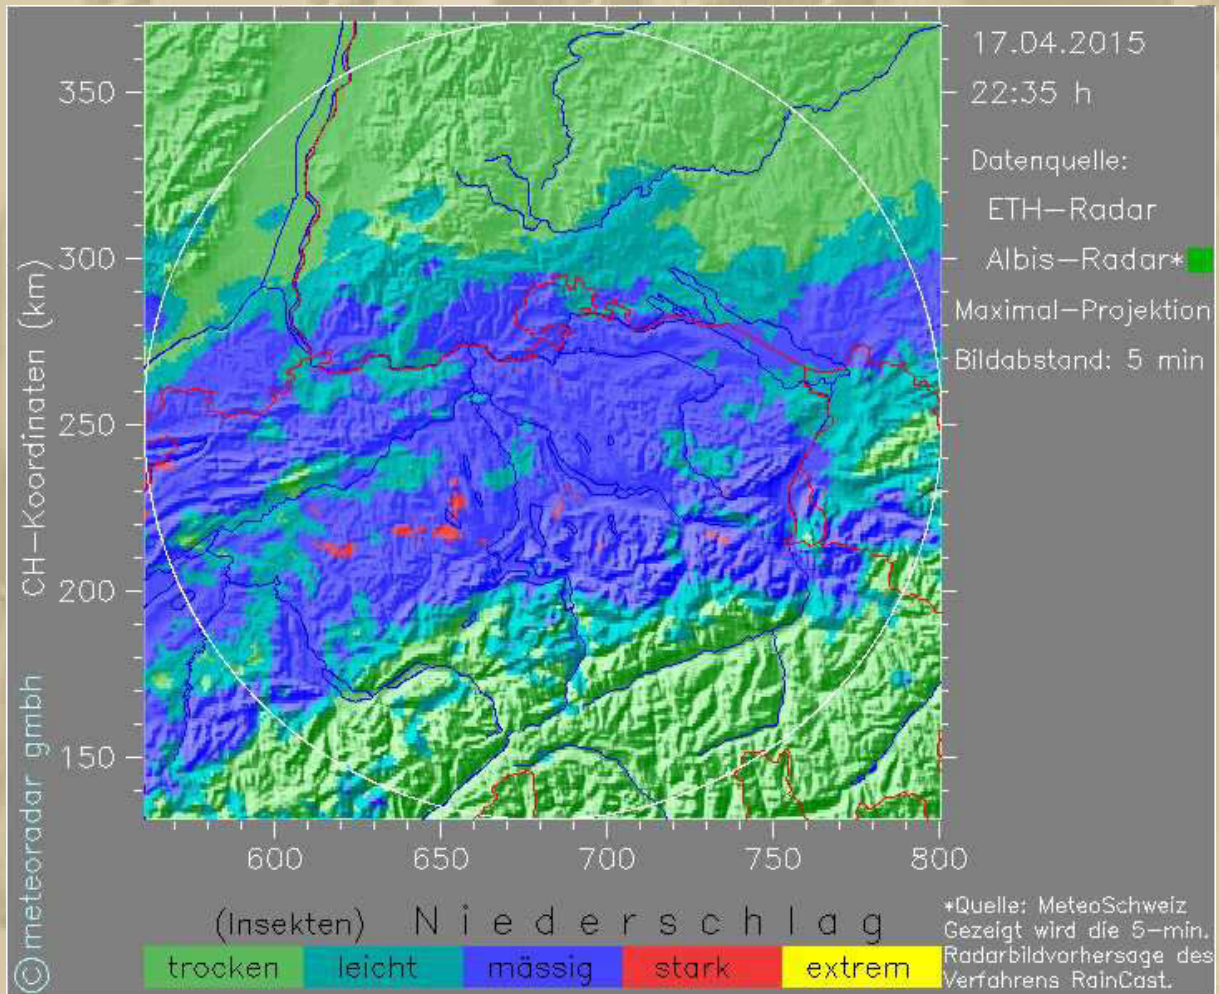 17.04.2015
22:35 h
Datenquelle:
ETH-Radar
Albis-Radar*
Maximal-Projektion
Bildabstand: 5 min
CH-Koordinaten (km)
350
300
250
200
150
600
650
700
750
800
© meteoradar gmbh
(Insekten) Niederschlag
trocken leicht mässig stark extrem
*Quelle: MeteoSchweiz
Gezeigt wird die 5-min.
Radarbildvorhersage des
Verfahrens RainCast.